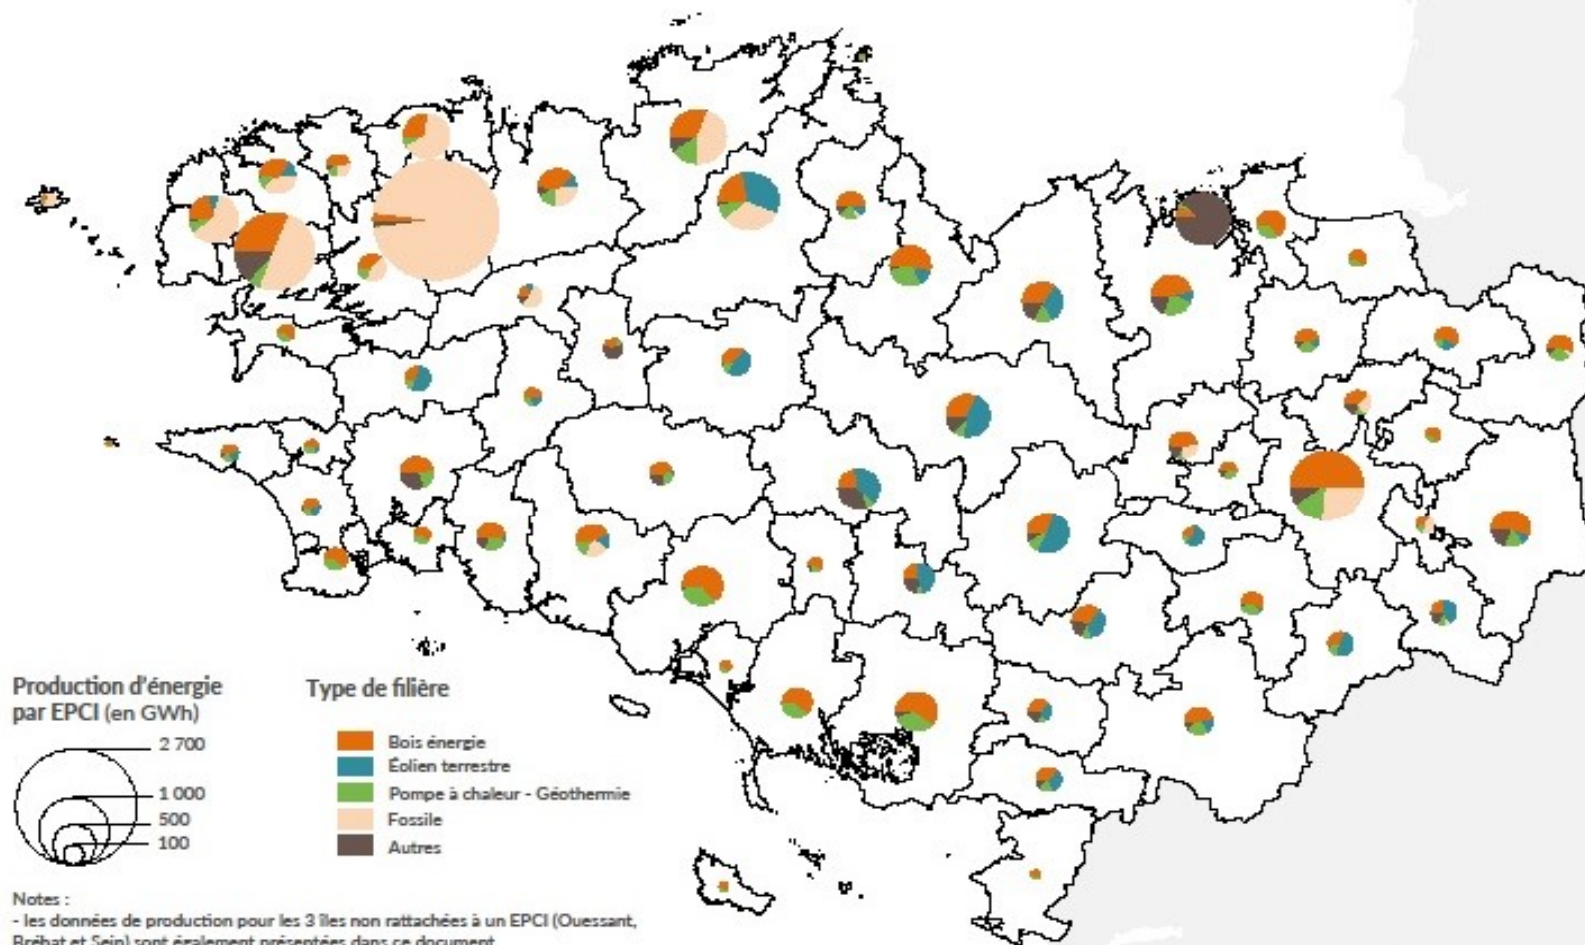 Production d'énergie
par EPCI (en GWh)
2 700
1 000
500
100
Type de filière
Bois énergie
Éolien terrestre
Pompe à chaleur - Géothermie
Fossile
Autres
Notes :
- les données de production pour les 3 îles non rattachées à un EPCI (Ouessant,
Bréhat et Sein) sont également présentées dans ce document